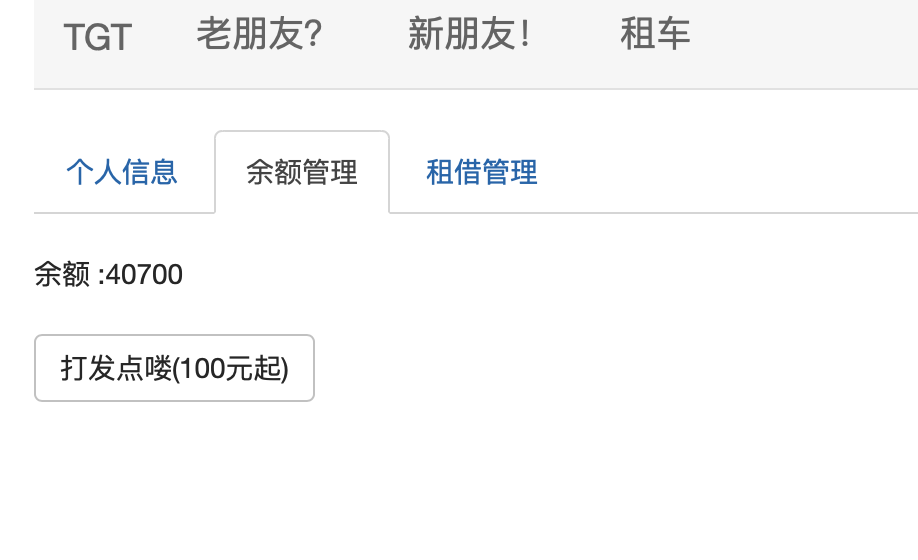 TGT 老朋友? 新朋友! 租车
个人信息 余额管理 租借管理
余额 :40700
打发点喽(100元起)